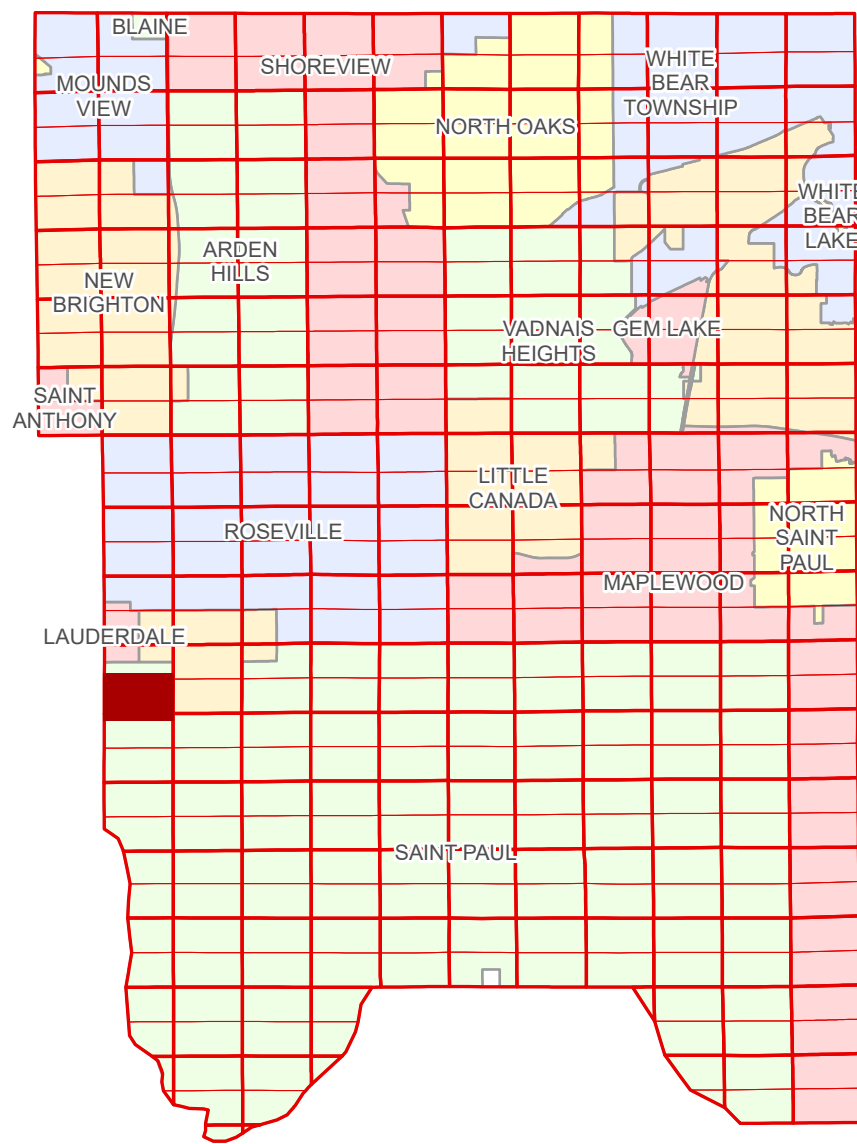 BLAINE
SHOREVIEW
WHITE
BEAR
TOWNSHIP
MOUNDS
VIEW
NORTH OAKS
WHITE
BEAR
LAKE
ARDEN
HILLS
NEW
BRIGHTON
VADNAIS
HEIGHTS
GEM LAKE
SAINT
ANTHONY
LITTLE
CANADA
ROSEVILLE
NORTH
SAINT
PAUL
MAPLEWOOD
LAUDERDALE
SAINT PAUL